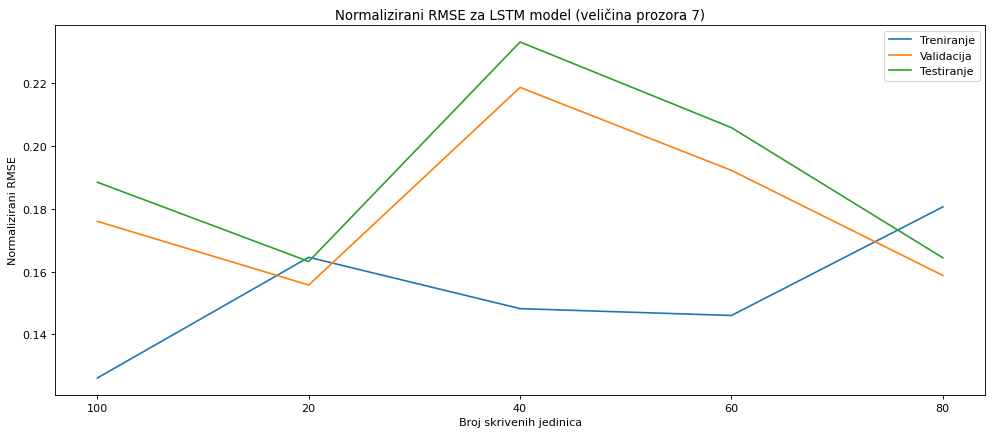 Normalizirani RMSE za LSTM model (veličina prozora 7)
Treniranje
Validacija
Testiranje
Normalizirani RMSE
0.22
0.20
0.18
0.16
0.14
100 20 40 60 80
Broj skrivenih jedinica